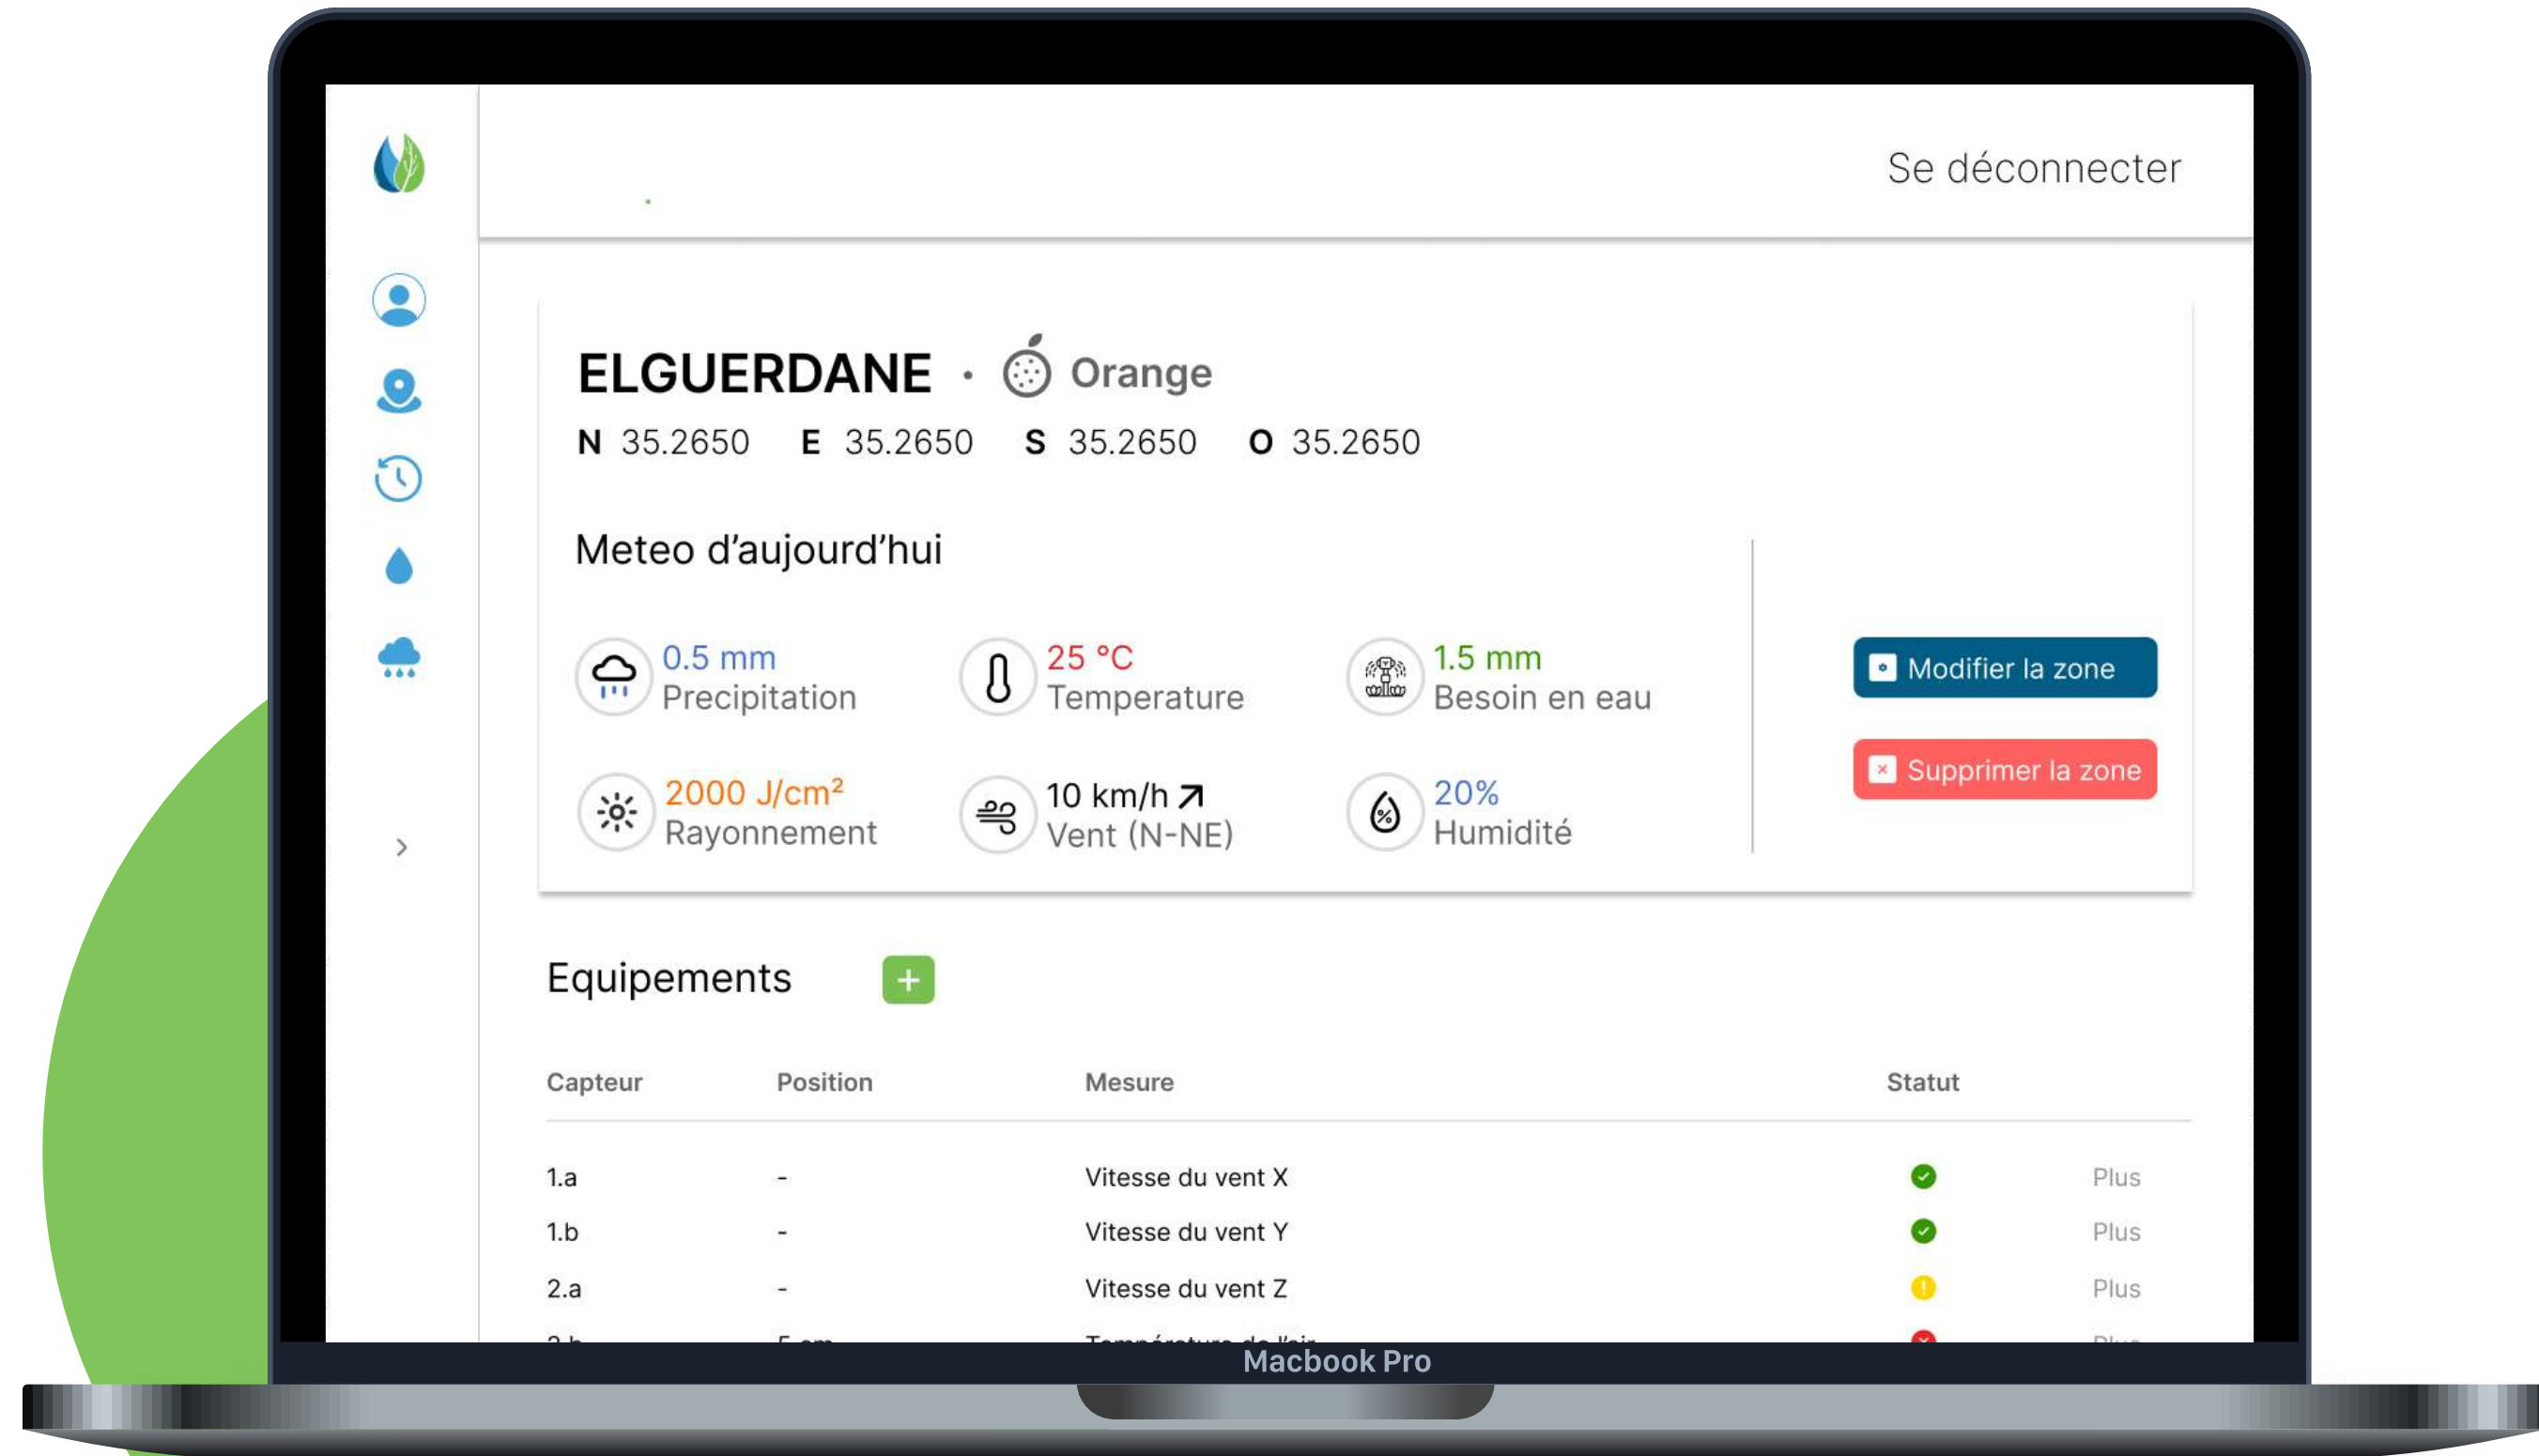 Se déconnecter
ELGUERDANE · Orange
N 35.2650 E 35.2650 S 35.2650 O 35.2650
Meteo d’aujourd’hui
0.5 mm
Precipitation
25 °C
Temperature
1.5 mm
Besoin en eau
2000 J/cm²
Rayonnement
10 km/h
Vent (N-NE)
20%
Humidité
Modifier la zone
Supprimer la zone
Equipements +
Capteur Position Mesure Statut
1.a - Vitesse du vent X Plus
1.b - Vitesse du vent Y Plus
2.a - Vitesse du vent Z Plus
Température de l'air
Macbook Pro